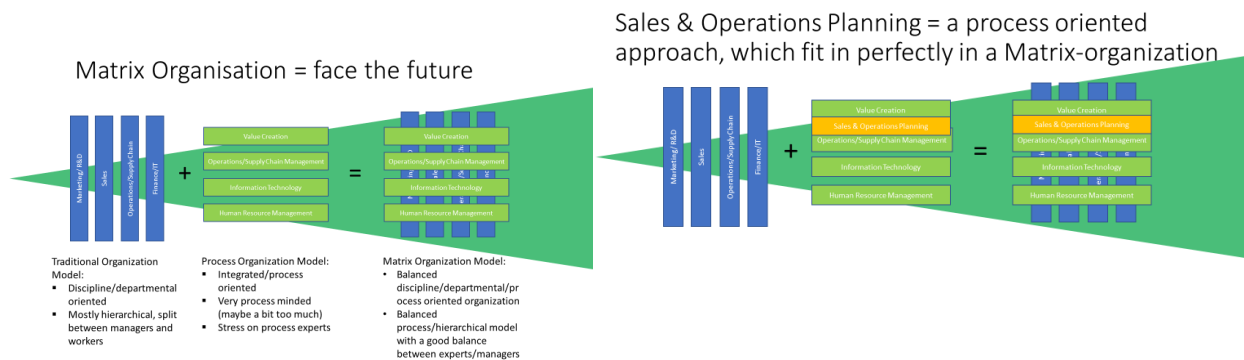 Matrix Organisation = face the future
Marketing/ R&D
Sales
Operations/Supply Chain
Finance/IT
+
Value Creation
Operations/Supply Chain Management
Information Technology
Human Resource Management
=
Value Creation
Operations/Supply Chain Management
Information Technology
Human Resource Management
Traditional Organization
Model:
▪ Discipline/departmental
oriented
▪ Mostly hierarchical, split
between managers and
workers
Process Organization Model:
▪ Integrated/process
oriented
▪ Very process minded
(maybe a bit too much)
▪ Stress on process experts
Matrix Organization Model:
• Balanced
discipline/departmental/pr
ocess oriented organization
• Balanced
process/hierarchical model
with a good balance
between experts/managers
Sales & Operations Planning = a process oriented
approach, which fit in perfectly in a Matrix-organization
Marketing/ R&D
Sales
Operations/Supply Chain
Finance/IT
+
Value Creation
Sales & Operations Planning
Operations/Supply Chain Management
Information Technology
Human Resource Management
=
Value Creation
Sales & Operations Planning
Operations/Supply Chain Management
Information Technology
Human Resource Management